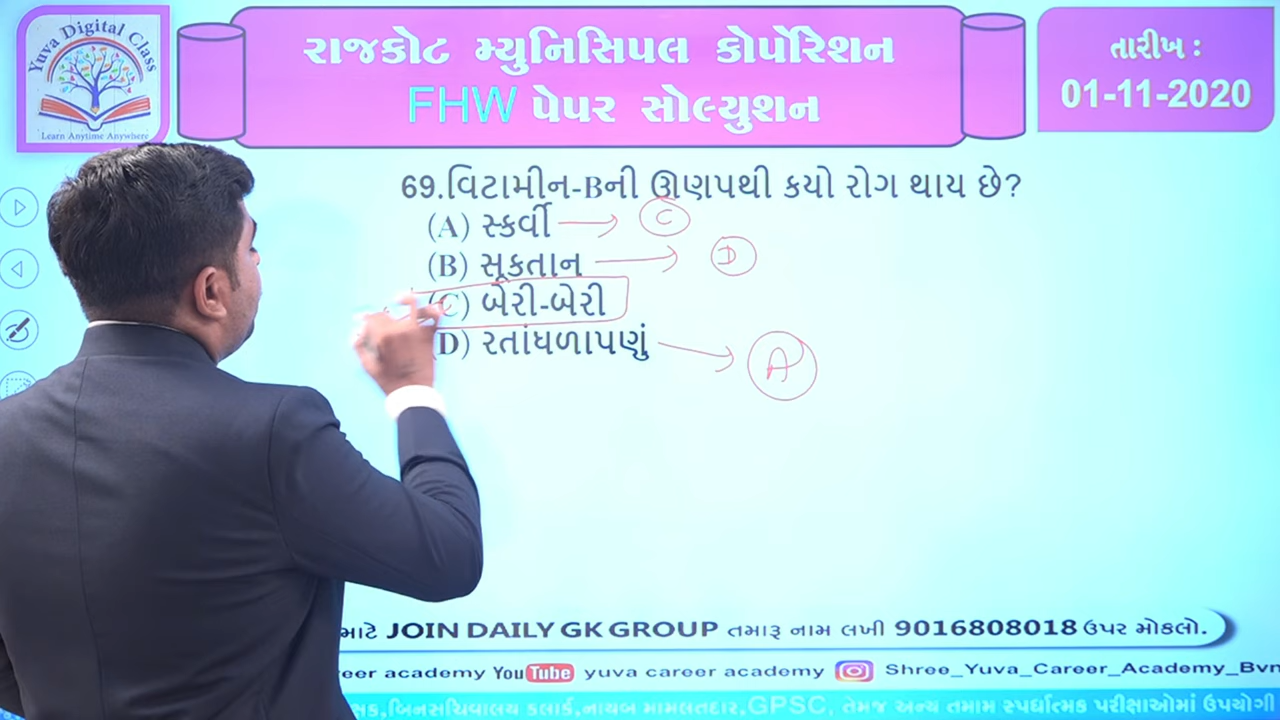 Yuva Digital Class
Learn Anytime Anywhere
રાજકોટ મ્યુનિસિપલ કોર્પોરેશન
FHW પેપર સોલ્યુશન
તારીખ :
01-11-2020
69.વિટામીન-Bની ઊણપથી કયો રોગ થાય છે?
(A) સ્કર્વી → C
(B) સૂકતાન → D
(C) બેરી-બેરી
(D) રતાંધળાપણું → A
માટે JOIN DAILY GK GROUP તમારૂ નામ લખી 9016808018 ઉપર મોકલો.
academy YouTube yuva career academy Shree_Yuva_Career_Academy_Bvn
,બિનસચિવાલય કલાર્ક,નાયબ મામલતદાર,GPSC, તેમજ અન્ય તમામ સ્પર્ધાત્મક પરીક્ષાઓમાં ઉપયોગી